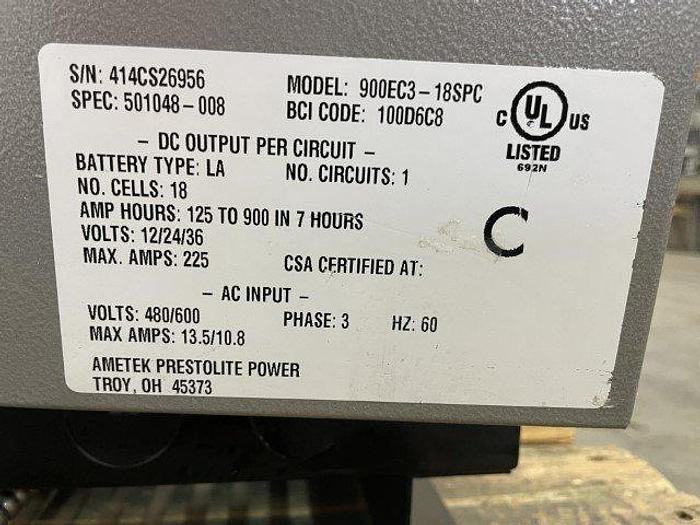 S/N: 414CS26956
MODEL: 900EC3-18SPC
SPEC: 501048-008
BCI CODE: 100D6C8
C UL US
LISTED
692N
- DC OUTPUT PER CIRCUIT -
BATTERY TYPE: LA
NO. CIRCUITS: 1
NO. CELLS: 18
AMP HOURS: 125 TO 900 IN 7 HOURS
VOLTS: 12/24/36
MAX. AMPS: 225
CSA CERTIFIED AT:
C
- AC INPUT -
VOLTS: 480/600
PHASE: 3
HZ: 60
MAX AMPS: 13.5/10.8
AMETEK PRESTOLITE POWER
TROY, OH 45373